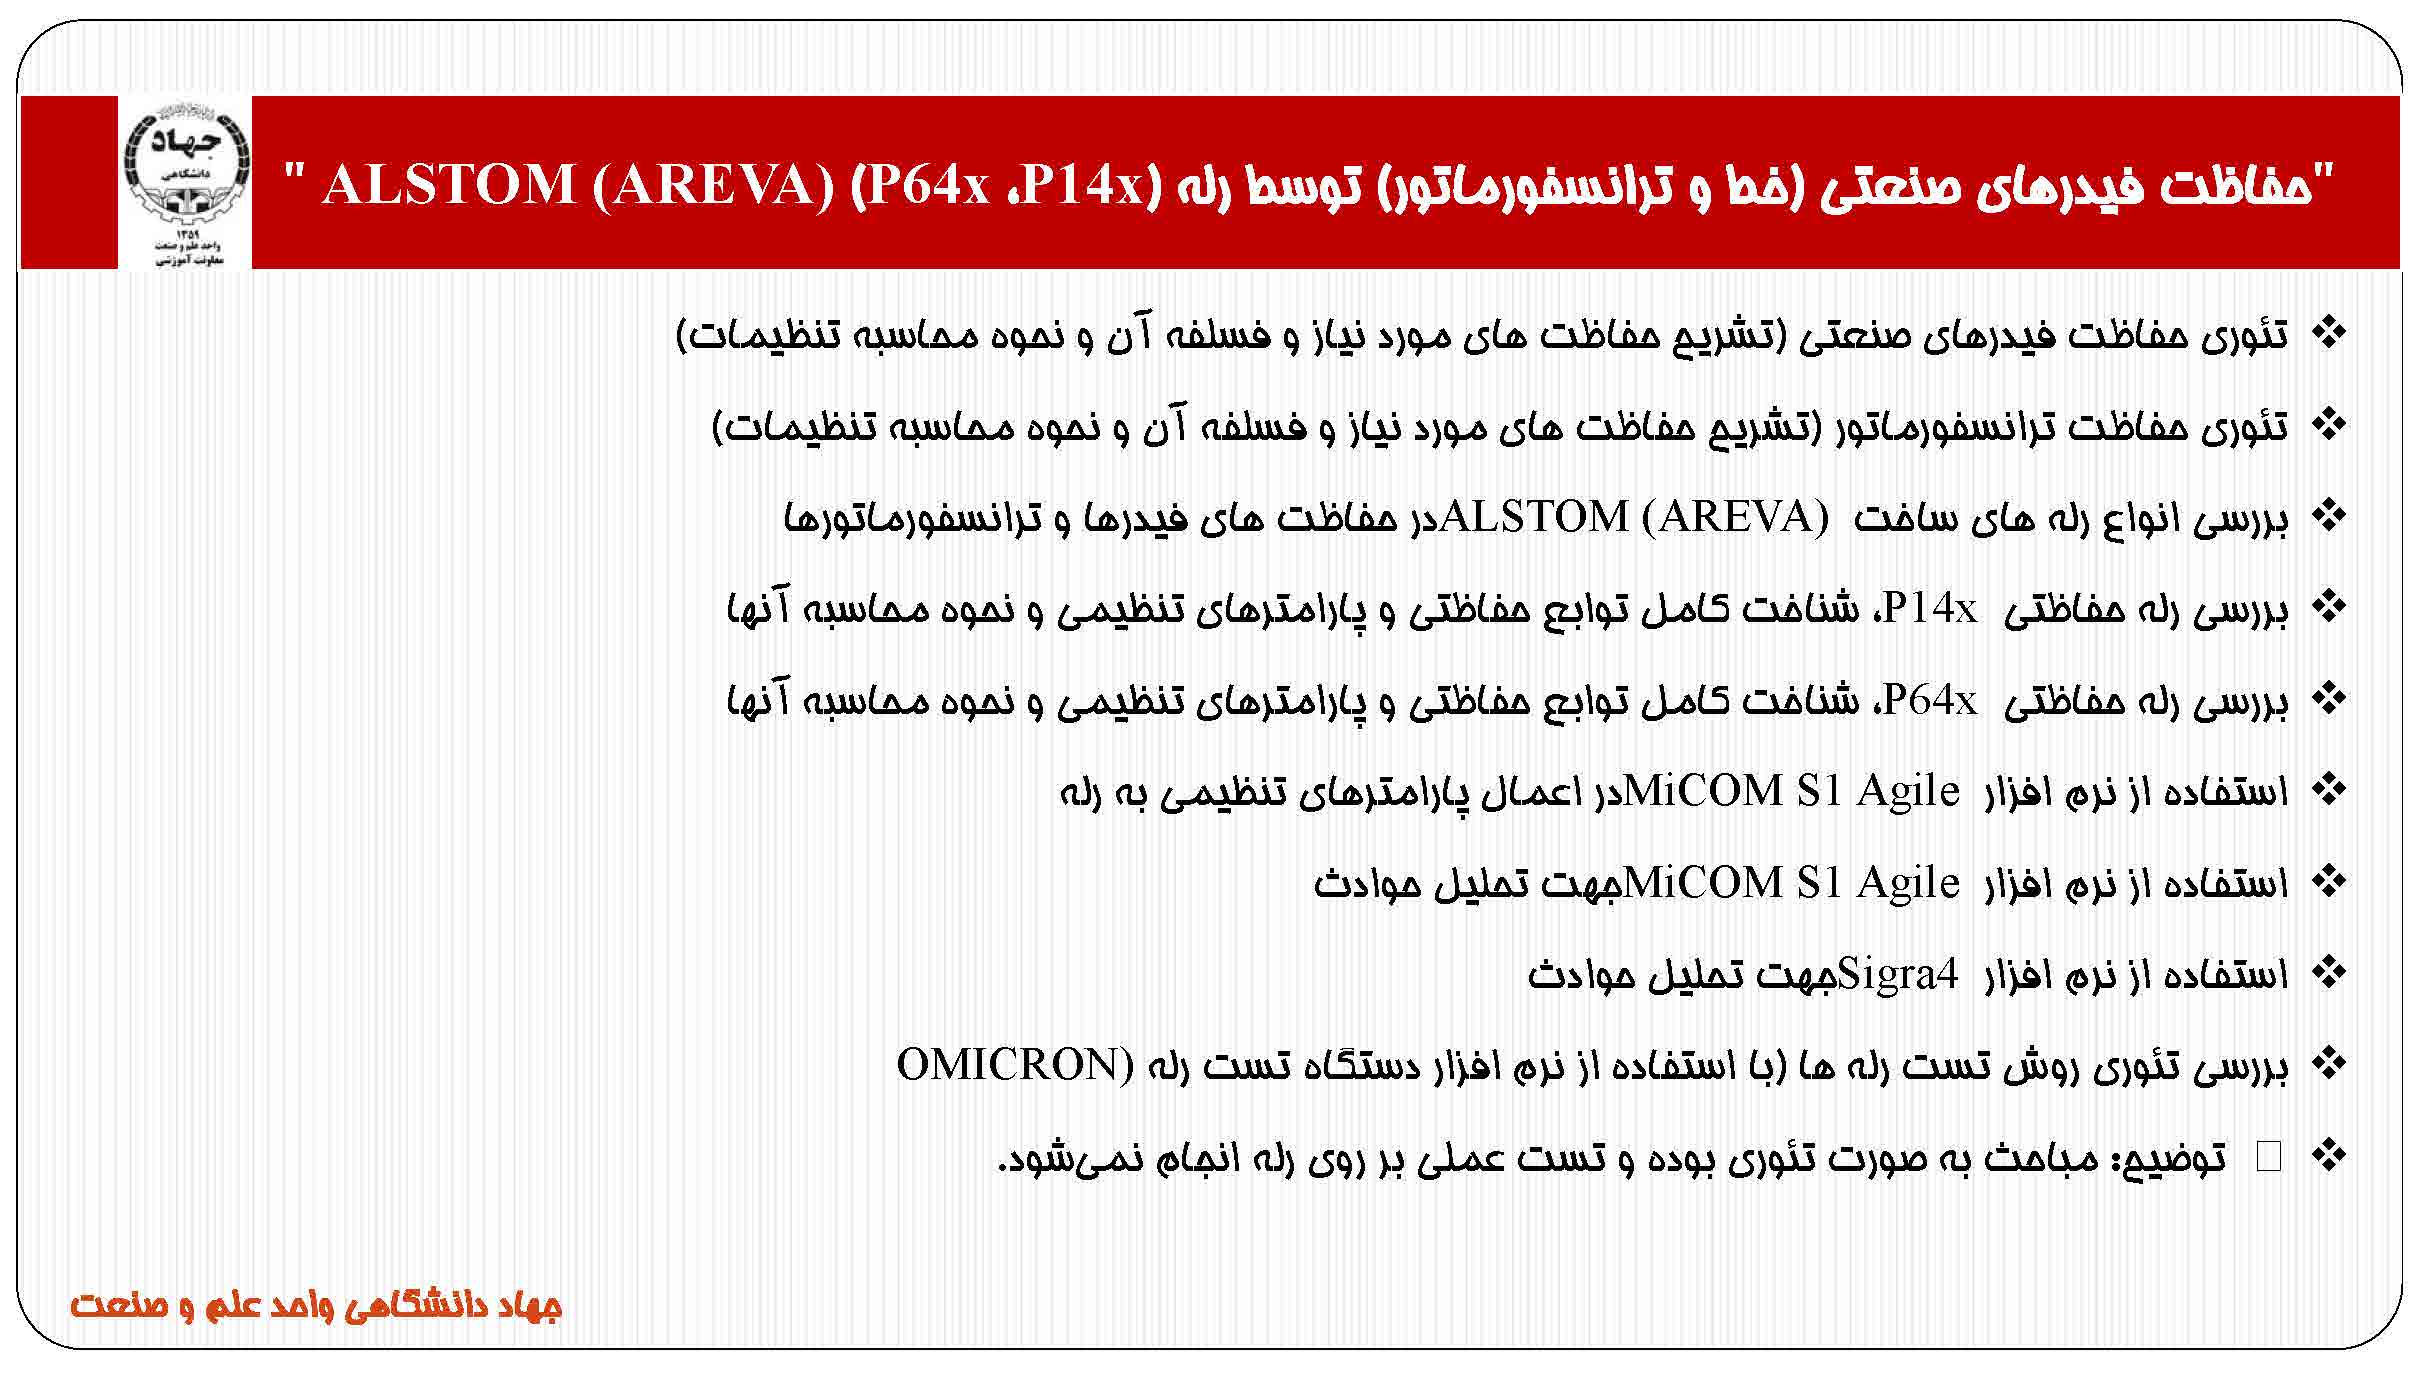 "حفاظت فیدرهای صنعتی (خط و ترانسفورماتور) توسط رله ALSTOM (AREVA) (P64x ،P14x) "
جهاد
دانشگاهی
۱۳۵۹
واحد علم و صنعت
معاونت آموزشی
❖ تئوری حفاظت فیدرهای صنعتی (تشریح حفاظت های مورد نیاز و فسلفه آن و نحوه محاسبه تنظیمات)
❖ تئوری حفاظت ترانسفورماتور (تشریح حفاظت های مورد نیاز و فسلفه آن و نحوه محاسبه تنظیمات)
❖ بررسی انواع رله های ساخت ALSTOM (AREVA)در حفاظت های فیدرها و ترانسفورماتورها
❖ بررسی رله حفاظتی P14x، شناخت کامل توابع حفاظتی و پارامترهای تنظیمی و نحوه محاسبه آنها
❖ بررسی رله حفاظتی P64x، شناخت کامل توابع حفاظتی و پارامترهای تنظیمی و نحوه محاسبه آنها
❖ استفاده از نرم افزار MiCOM S1 Agileدر اعمال پارامترهای تنظیمی به رله
❖ استفاده از نرم افزار MiCOM S1 Agileجهت تحلیل حوادث
❖ استفاده از نرم افزار Sigra4جهت تحلیل حوادث
❖ بررسی تئوری روش تست رله ها (با استفاده از نرم افزار دستگاه تست رله (OMICRON
❖ □ توضیح: مباحث به صورت تئوری بوده و تست عملی بر روی رله انجام نمی‌شود.
جهاد دانشگاهی واحد علم و صنعت